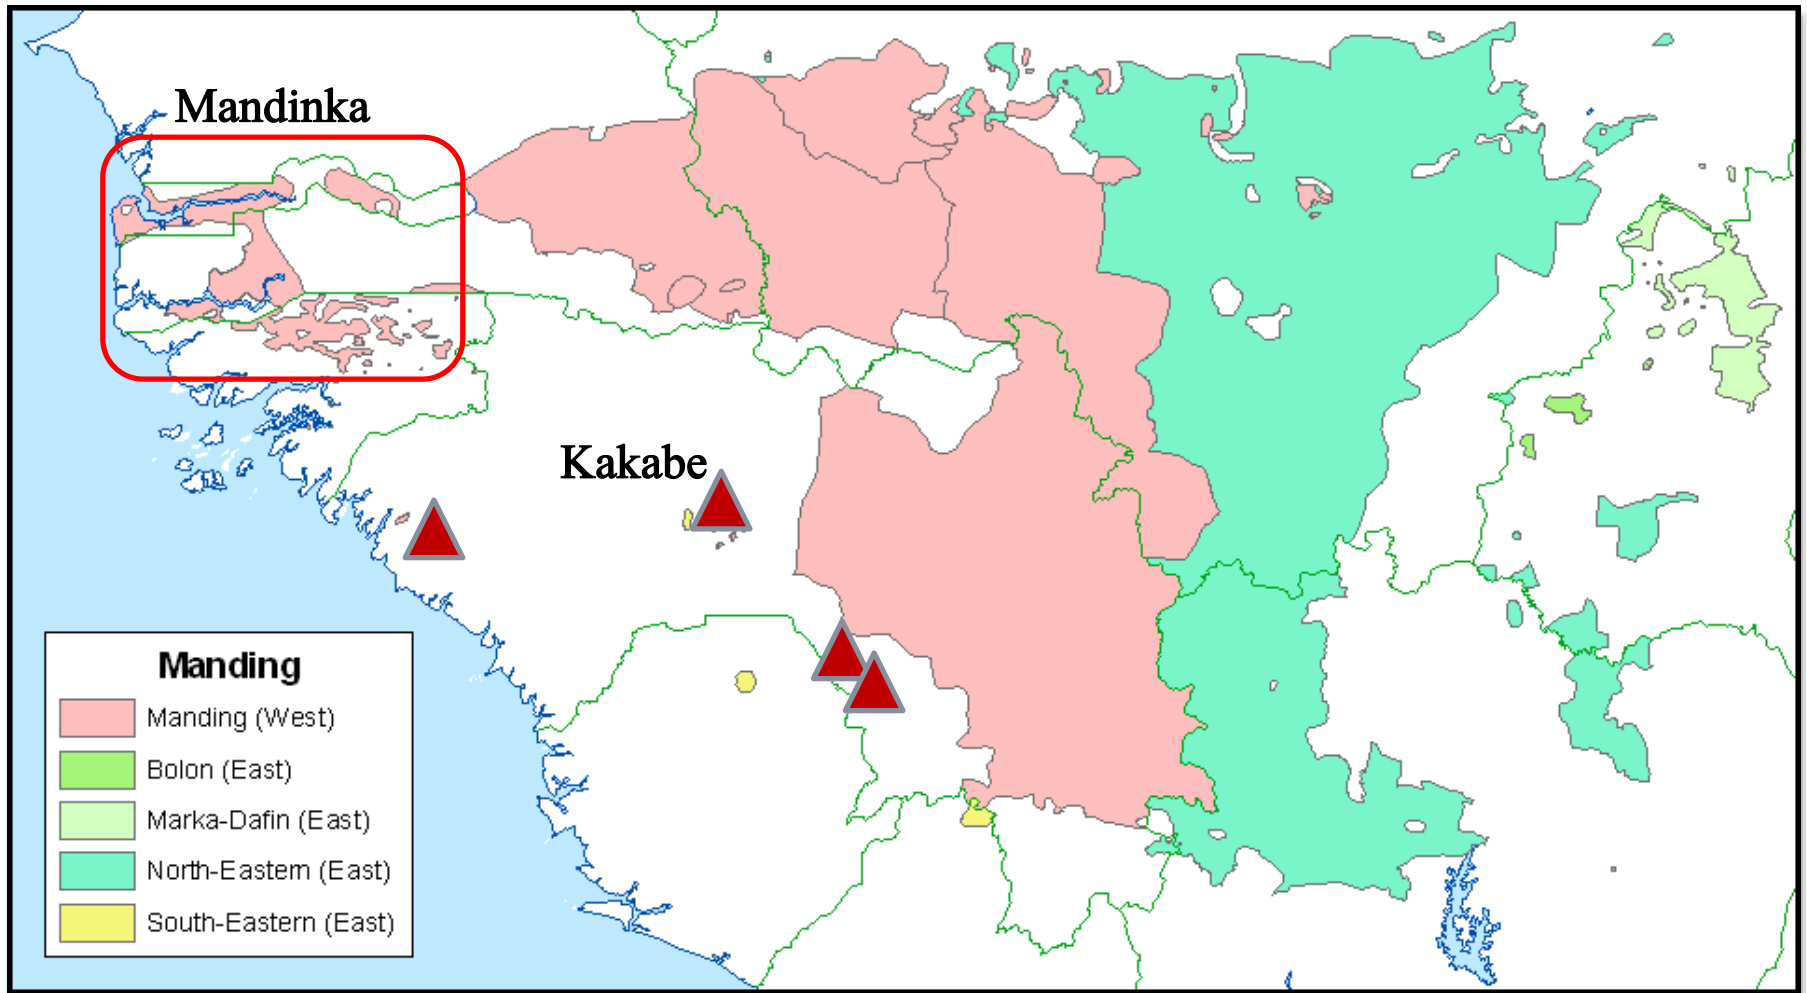 Mandinka
Kakabe
Manding
Manding (West)
Bolon (East)
Marka-Dafin (East)
North-Eastern (East)
South-Eastern (East)